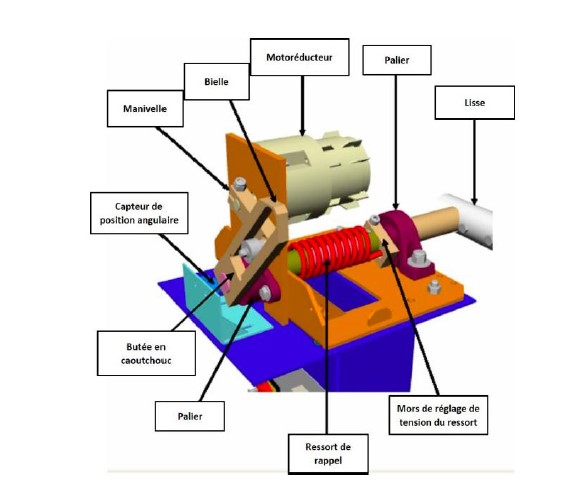 Motoréducteur
Palier
Bielle
Lisse
Manivelle
Capteur de
position angulaire
Butée en
caoutchouc
Palier
Mors de réglage de
tension du ressort
Ressort de
rappel